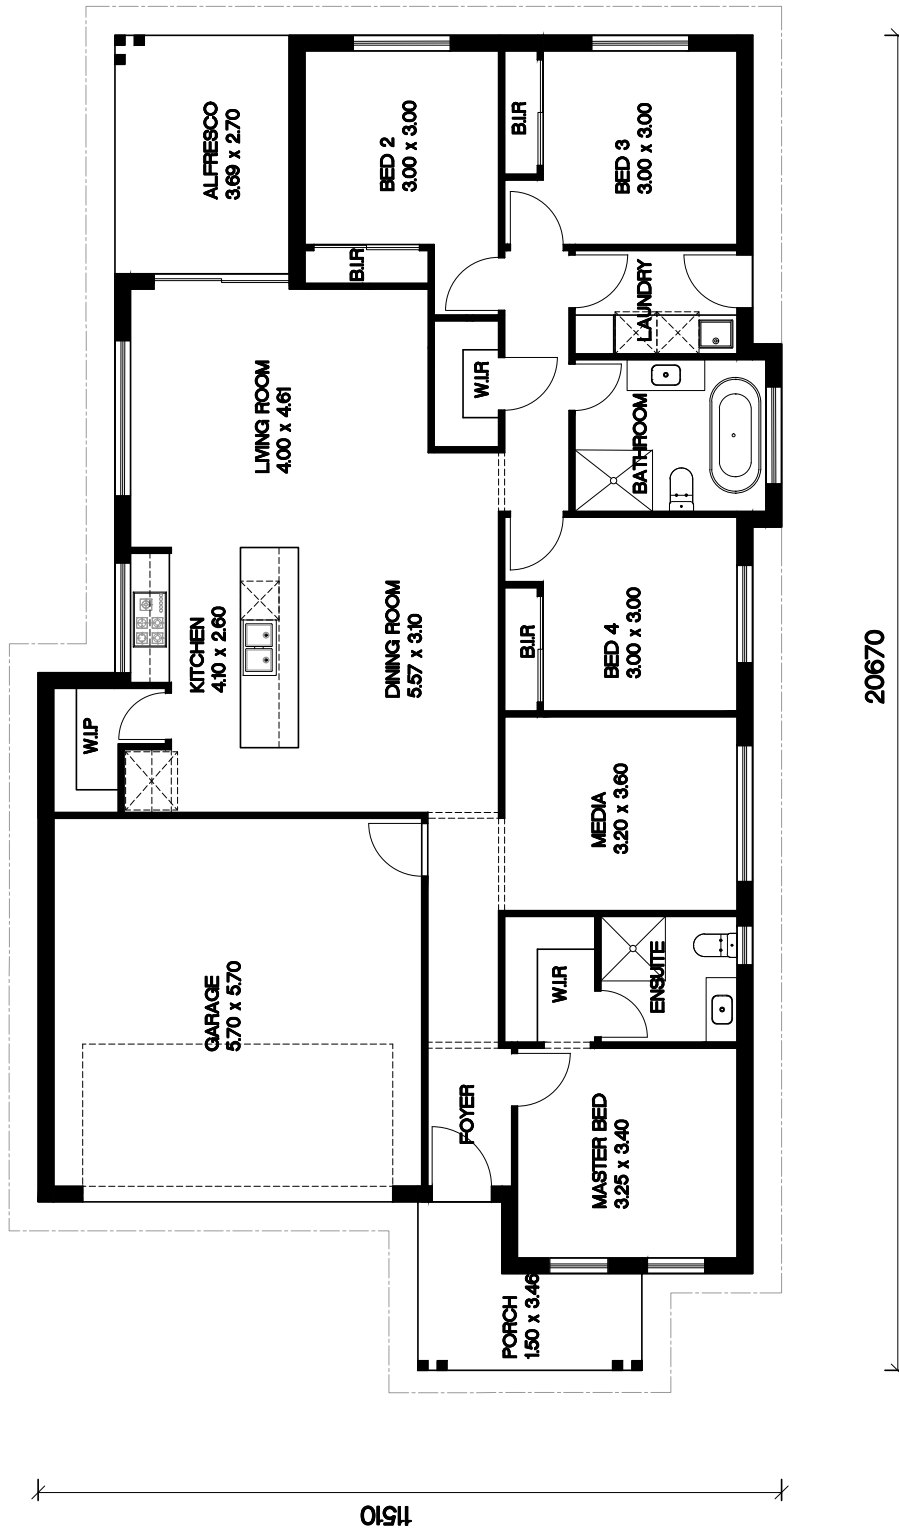 ALFRESCO
3.69 x 2.70
BED 2
3.00 x 3.00
B.I.R
BED 3
3.00 x 3.00
B.I.R
LAUNDRY
LIVING ROOM
4.00 x 4.61
W.I.R
BATHROOM
KITCHEN
4.10 x 2.60
DINING ROOM
5.57 x 3.10
B.I.R
BED 4
3.00 x 3.00
20670
W.I.P
MEDIA
3.20 x 3.60
GARAGE
5.70 x 5.70
W.I.R
ENSUITE
FOYER
MASTER BED
3.25 x 3.40
PORCH
1.50 x 3.46
11510